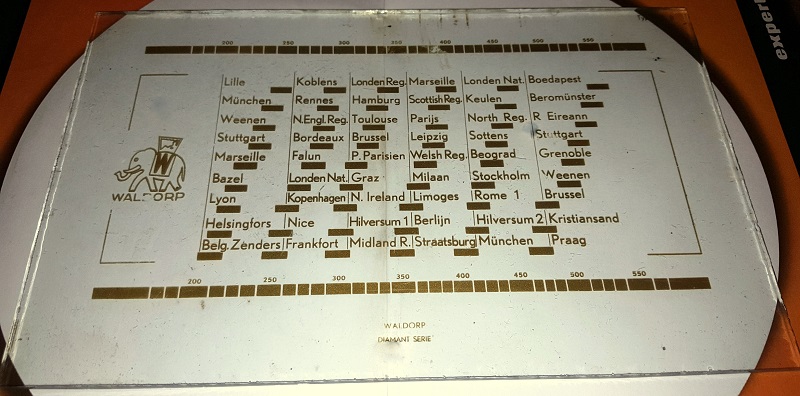 experi
200 250 300 350 400 450 500 550
Lille Koblens London Reg. Marseille London Nat. Boedapest
München Rennes Hamburg Scottish Reg. Keulen Beromünster
Weenen N.Engl.Reg. Toulouse Parijs North Reg. R Eireann
Stuttgart Bordeaux Brussel Leipzig Sottens Stuttgart
Marseille Falun P.Parisien Welsh Reg. Beograd Grenoble
Bazel London Nat. Graz Milaan Stockholm Weenen
Lyon Kopenhagen N. Ireland Limoges Rome 1 Brussel
Helsingfors Nice Hilversum 1 Berlijn Hilversum 2 Kristiansand
Belg. Zenders Frankfort Midland R. Straatsburg München Praag
W
WALDORP
200 250 300 350 400 450 500 550
WALDORP
DIAMANT SERIE